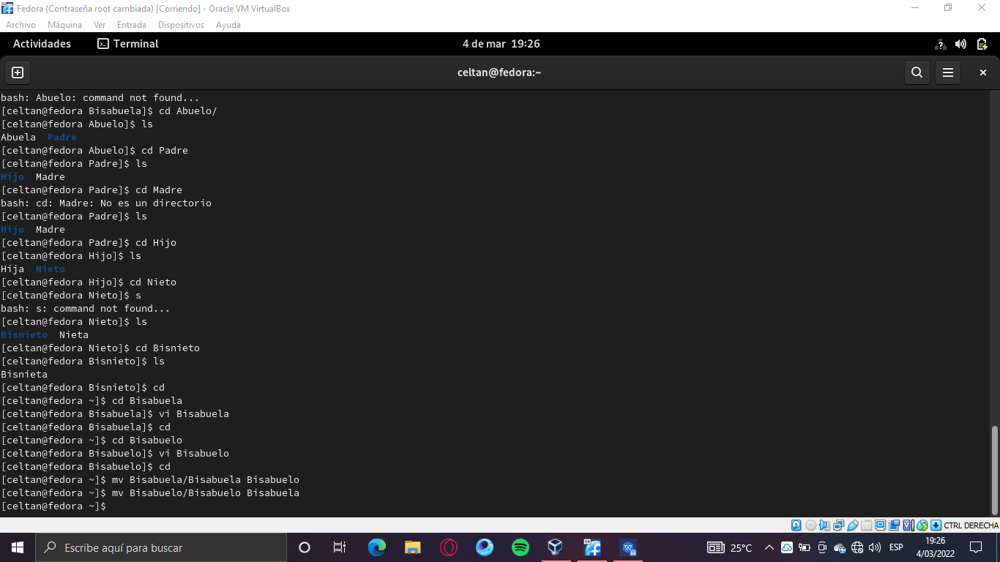 Fedora (Contraseña root cambiada) [Corriendo] - Oracle VM VirtualBox
Archivo Máquina Ver Entrada Dispositivos Ayuda
Actividades Terminal 4 de mar 19:26
celtan@fedora:~
bash: Abuelo: command not found...
[celtan@fedora Bisabuela]$ cd Abuelo/
[celtan@fedora Abuelo]$ ls
Abuela Padre
[celtan@fedora Abuelo]$ cd Padre
[celtan@fedora Padre]$ ls
Hijo Madre
[celtan@fedora Padre]$ cd Madre
bash: cd: Madre: No es un directorio
[celtan@fedora Padre]$ ls
Hijo Madre
[celtan@fedora Padre]$ cd Hijo
[celtan@fedora Hijo]$ ls
Hija Nieto
[celtan@fedora Hijo]$ cd Nieto
[celtan@fedora Nieto]$ s
bash: s: command not found...
[celtan@fedora Nieto]$ ls
Bisnieto Nieta
[celtan@fedora Nieto]$ cd Bisnieto
[celtan@fedora Bisnieto]$ ls
Bisnieta
[celtan@fedora Bisnieto]$ cd
[celtan@fedora ~]$ cd Bisabuela
[celtan@fedora Bisabuela]$ vi Bisabuela
[celtan@fedora Bisabuela]$ cd
[celtan@fedora ~]$ cd Bisabuelo
[celtan@fedora Bisabuelo]$ vi Bisabuelo
[celtan@fedora Bisabuelo]$ cd
[celtan@fedora ~]$ mv Bisabuela/Bisabuela Bisabuelo
[celtan@fedora ~]$ mv Bisabuelo/Bisabuelo Bisabuela
[celtan@fedora ~]$
CTRL DERECHA
Escribe aquí para buscar
25°C
ESP
19:26
4/03/2022